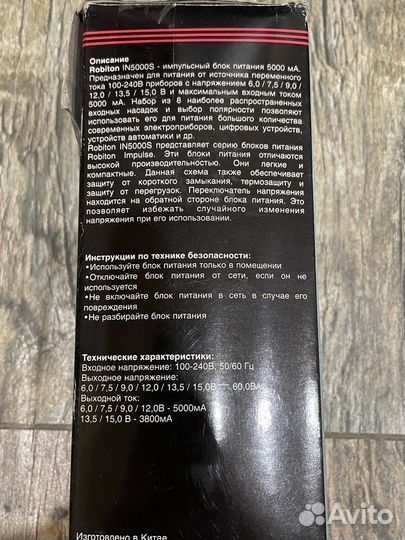 Описание
Robiton IN5000S - импульсный блок питания 5000 мА.
Предназначен для питания от источника переменного
тока 100-240В приборов с напряжением 6,0 / 7,5 / 9,0 /
12,0 / 13,5 / 15,0 В и максимальным входным током
5000 мА. Набор из 8 наиболее распространенных
входных насадок и выбор полярности позволяют
использовать его для питания большого количества
современных электроприборов, цифровых устройств,
устройств автоматики и др.
Robiton IN5000S представляет серию блоков питания
Robiton Impulse. Эти блоки питания отличаются
высокой производительностью. Они легкие и
компактные. Данная схема также обеспечивает
защиту от короткого замыкания, термозащиту и
защиту от перегрузок. Переключатель напряжения
находится на обратной стороне блока питания. Это
позволяет избежать случайного изменения
напряжения при его использовании.
Инструкции по технике безопасности:
•Используйте блок питания только в помещении
•Отключайте блок питания от сети, если он не
используется
•Не включайте блок питания в сеть в случае его
повреждения
•Не разбирайте блок питания
Технические характеристики:
Входное напряжение: 100-240В, 50/60 Гц
Выходное напряжение:
6,0 / 7,5 / 9,0 / 12,0 / 13,5 / 15,0В ⎓ 60,0ВА
Выходной ток:
6,0 / 7,5 / 9,0 / 12,0В - 5000мА
13,5 / 15,0 В - 3800мА
Изготовлено в Китае
Avito